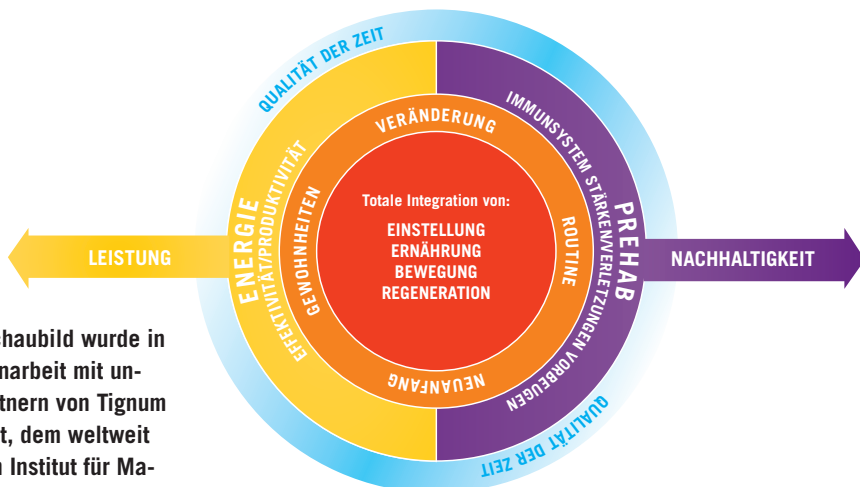 QUALITÄT DER ZEIT
VERÄNDERUNG
IMMUNSYSTEM STÄRKEN/VERLETZUNGEN VORBEUGEN
PREHAB
ENERGIE
EFFEKTIVITÄT/PRODUKTIVITÄT
GEWOHNHEITEN
ROUTINE
NEUANFANG
Totale Integration von:
EINSTELLUNG
ERNÄHRUNG
BEWEGUNG
REGENERATION
LEISTUNG
NACHHALTIGKEIT
QUALITÄT DER ZEIT
chaubild wurde in
narbeit mit un-
tnern von Tignum
t, dem weltweit
n Institut für Ma-